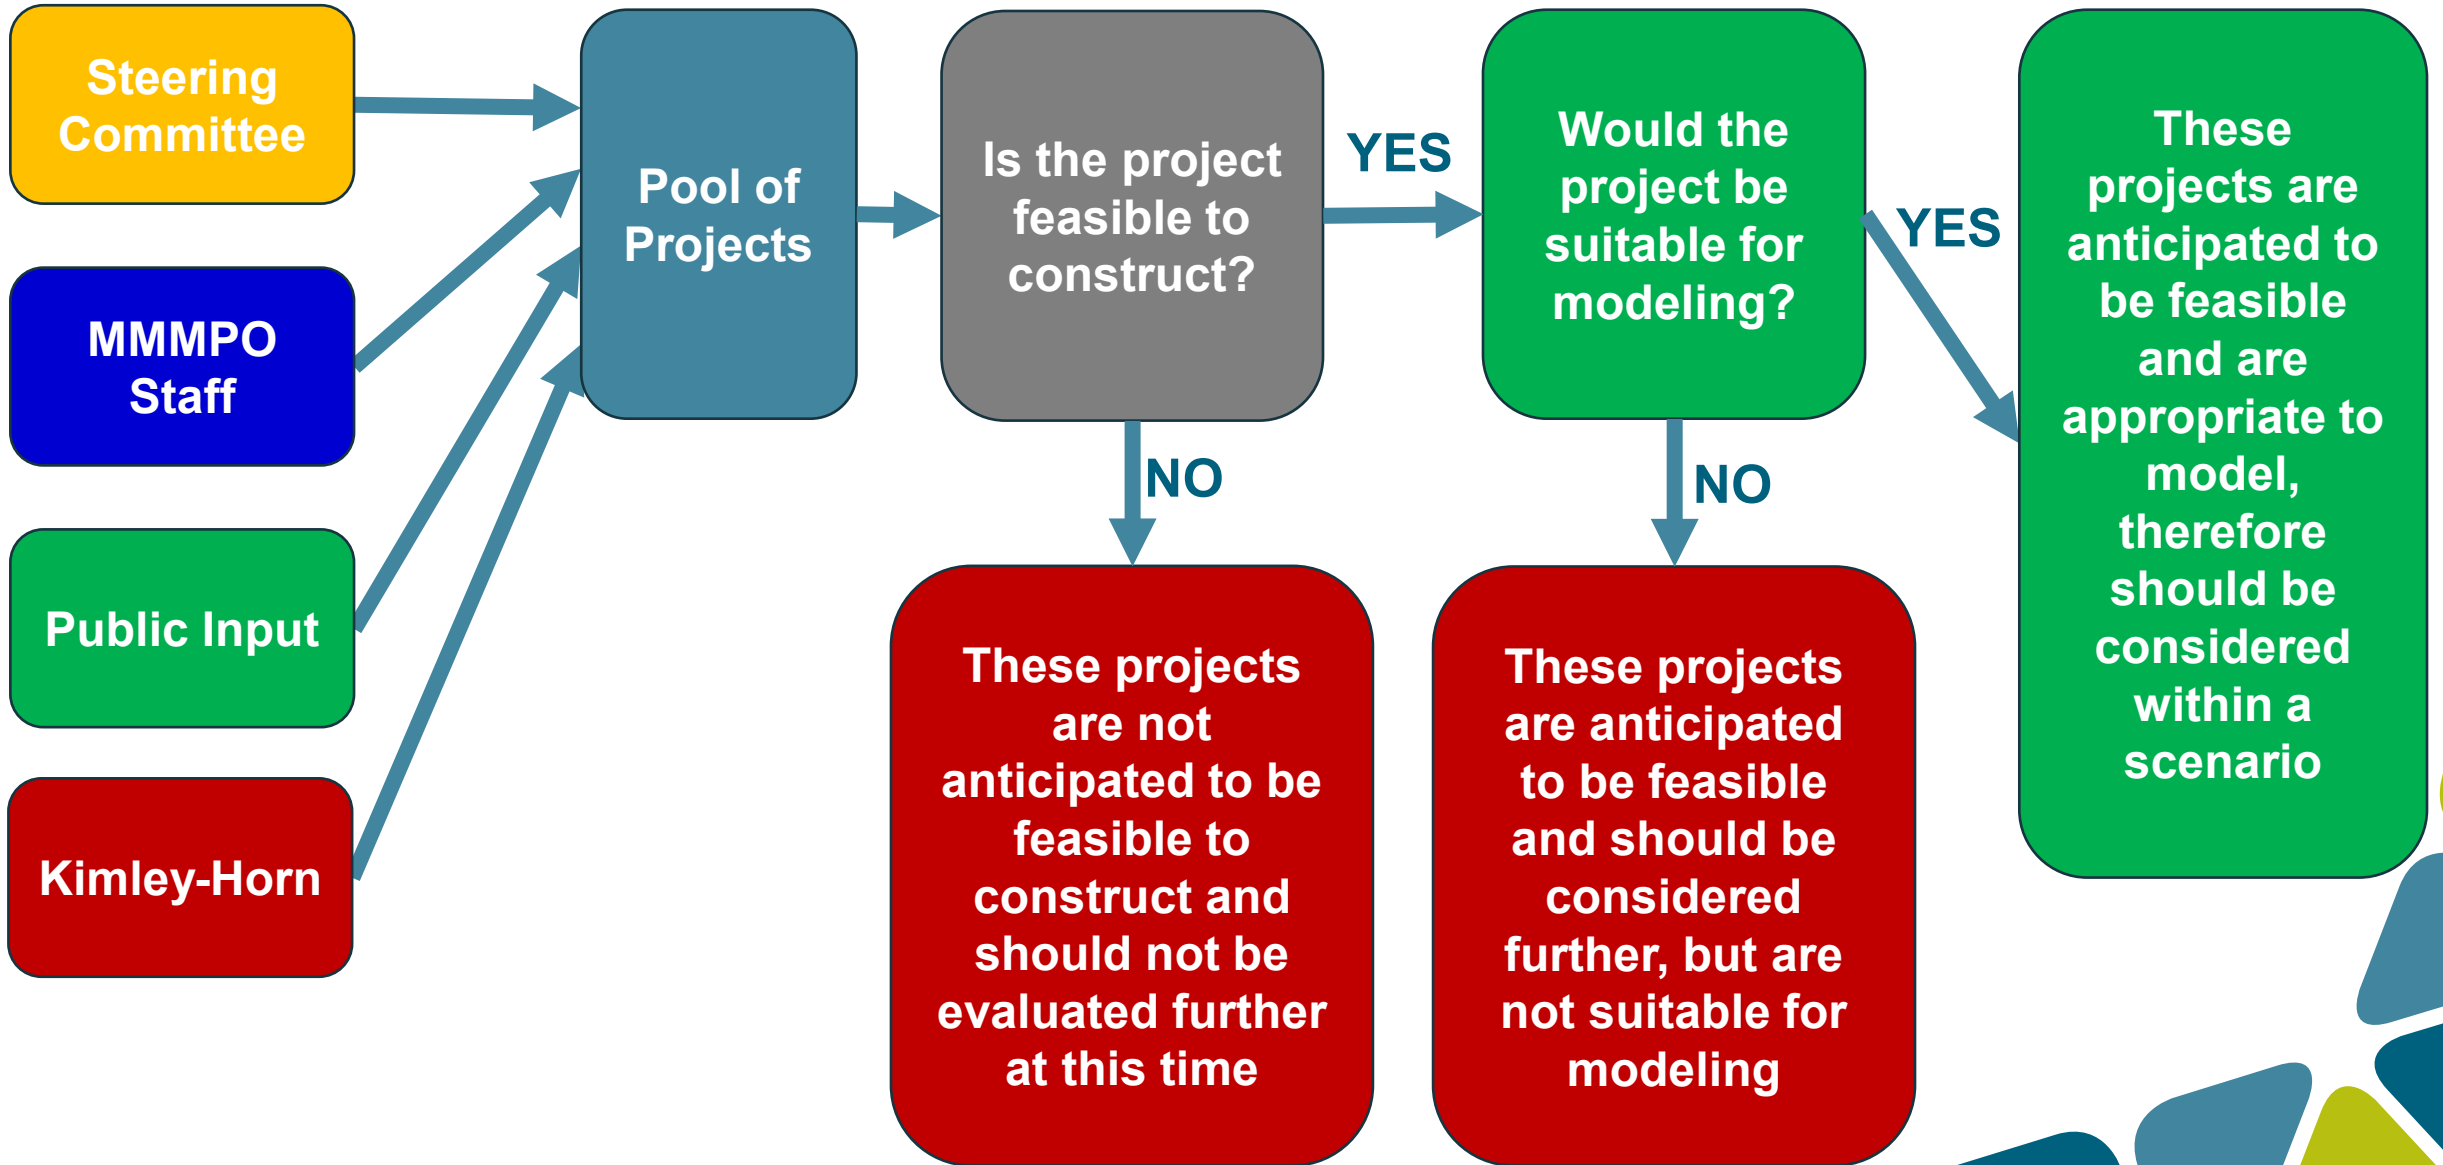 Steering
Committee
MMMPO
Staff
Public Input
Kimley-Horn
Pool of
Projects
Is the project
feasible to
construct?
YES
NO
Would the
project be
suitable for
modeling?
YES
NO
These
projects are
anticipated to
be feasible
and are
appropriate to
model,
therefore
should be
considered
within a
scenario
These projects
are not
anticipated to be
feasible to
construct and
should not be
evaluated further
at this time
These projects
are anticipated
to be feasible
and should be
considered
further, but are
not suitable for
modeling